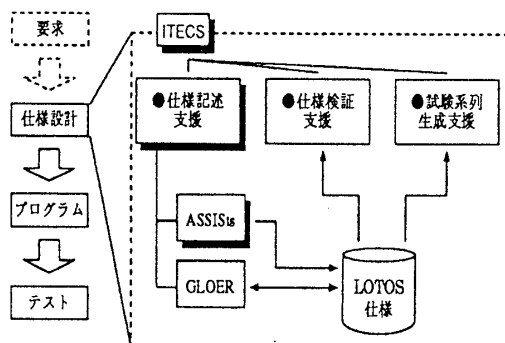 要求
ITECS
仕様設計
●仕様記述
支援
●仕様検証
支援
●試験系列
生成支援
プログラム
ASSIStg
GLOER
LOTOS
仕様
テスト